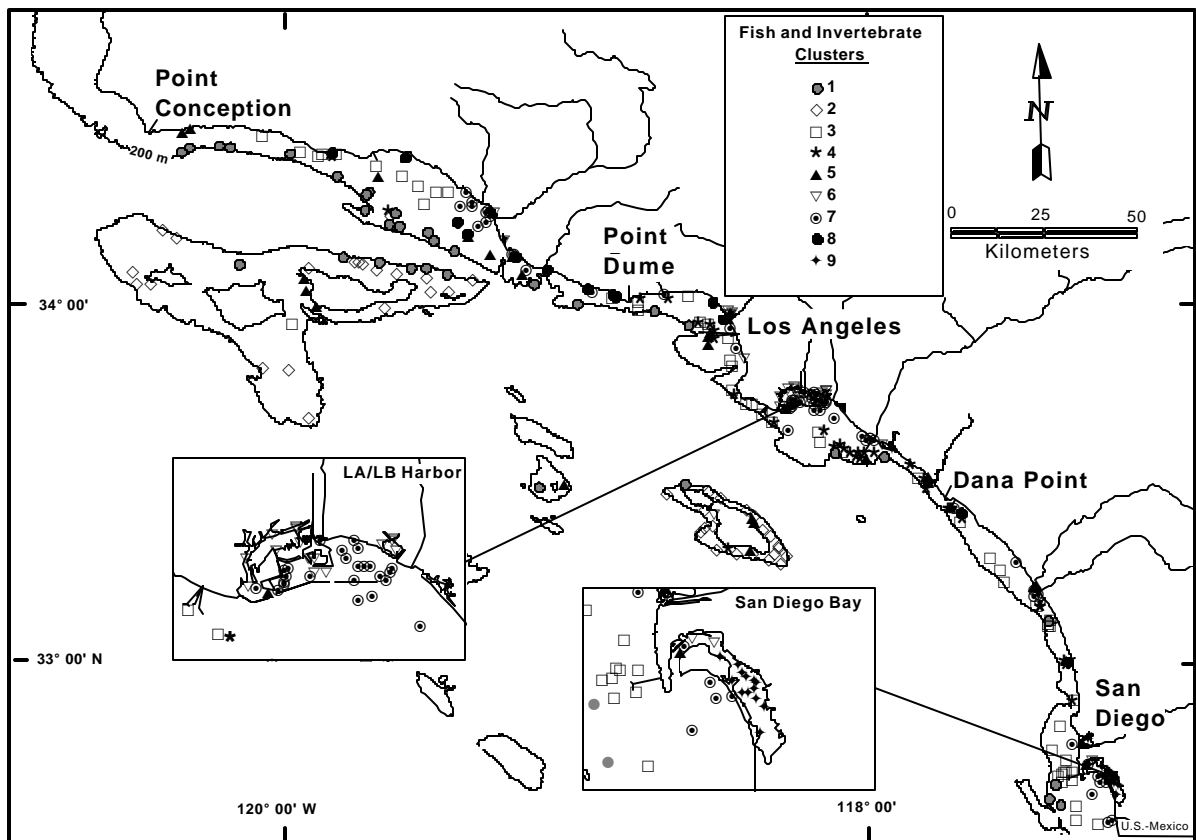 Fish and Invertebrate
Clusters
1
2
3
4
5
6
7
8
9
N
0 25 50
Kilometers
Point
Conception
200 m
Point
Dume
34° 00'
Los Angeles
LA/LB Harbor
Dana Point
San Diego Bay
33° 00' N
San
Diego
120° 00' W
118° 00'
U.S.-Mexico